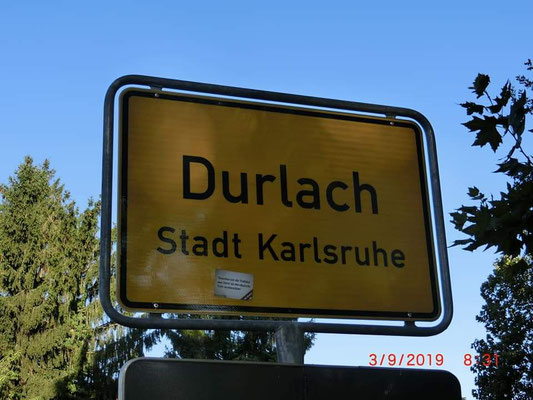 Durlach
Stadt Karlsruhe
3/9/2019 8:31